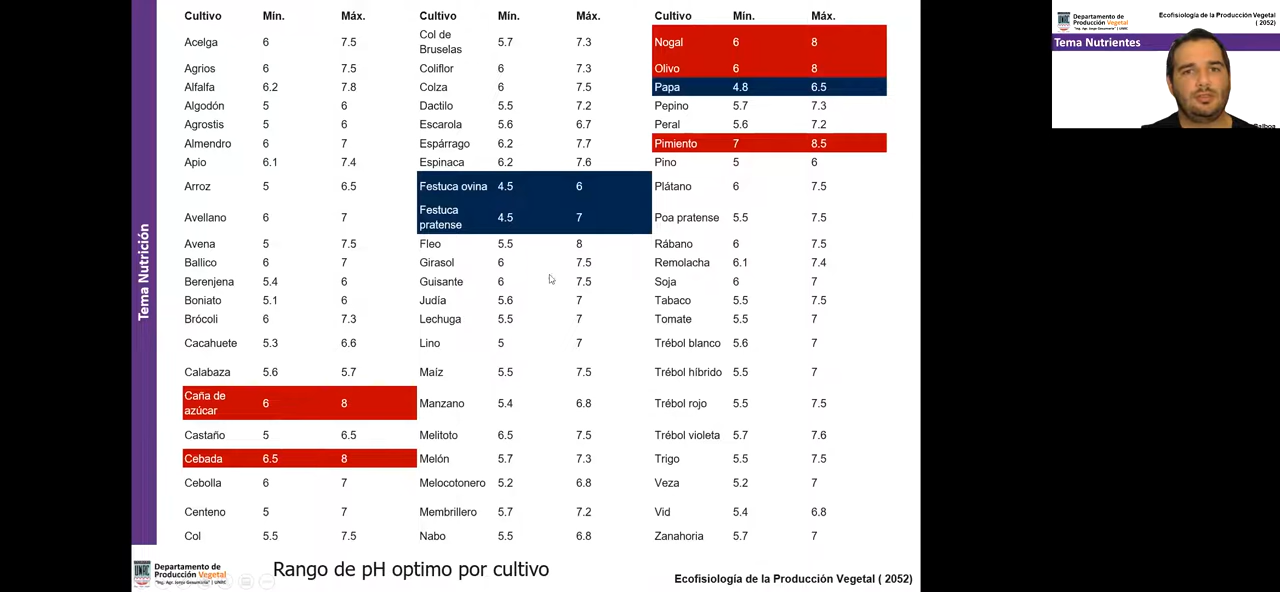 Cultivo Mín. Máx. Cultivo Mín. Máx. Cultivo Mín. Máx.
Acelga 6 7.5 Col de Bruselas 5.7 7.3 Nogal 6 8
Agrios 6 7.5 Coliflor 6 7.3 Olivo 6 8
Alfalfa 6.2 7.8 Colza 6 7.5 Papa 4.8 6.5
Algodón 5 6 Dactilo 5.5 7.2 Pepino 5.7 7.3
Agrostis 5 6 Escarola 5.6 6.7 Peral 5.6 7.2
Almendro 6 7 Espárrago 6.2 7.7 Pimiento 7 8.5
Apio 6.1 7.4 Espinaca 6.2 7.6 Pino 5 6
Arroz 5 6.5 Festuca ovina 4.5 6 Plátano 6 7.5
Avellano 6 7 Festuca pratense 4.5 7 Poa pratense 5.5 7.5
Avena 5 7.5 Fleo 5.5 8 Rábano 6 7.5
Ballico 6 7 Girasol 6 7.5 Remolacha 6.1 7.4
Berenjena 5.4 6 Guisante 6 7.5 Soja 6 7
Boniato 5.1 6 Judía 5.6 7 Tabaco 5.5 7.5
Brócoli 6 7.3 Lechuga 5.5 7 Tomate 5.5 7
Cacahuete 5.3 6.6 Lino 5 7 Trébol blanco 5.6 7
Calabaza 5.6 5.7 Maíz 5.5 7.5 Trébol híbrido 5.5 7
Caña de azúcar 6 8 Manzano 5.4 6.8 Trébol rojo 5.5 7.5
Castaño 5 6.5 Melitoto 6.5 7.5 Trébol violeta 5.7 7.6
Cebada 6.5 8 Melón 5.7 7.3 Trigo 5.5 7.5
Cebolla 6 7 Melocotonero 5.2 6.8 Veza 5.2 7
Centeno 5 7 Membrillero 5.7 7.2 Vid 5.4 6.8
Col 5.5 7.5 Nabo 5.5 6.8 Zanahoria 5.7 7
Tema Nutrición
UNRC
Departamento de
Producción Vegetal
"Ing. Agr. Jorge Gesumaría" | UNRC
Rango de pH optimo por cultivo
Ecofisiología de la Producción Vegetal ( 2052)
Departamento de
Producción Vegetal
Ecofisiología de la Producción Vegetal
( 2052)
Tema Nutrientes